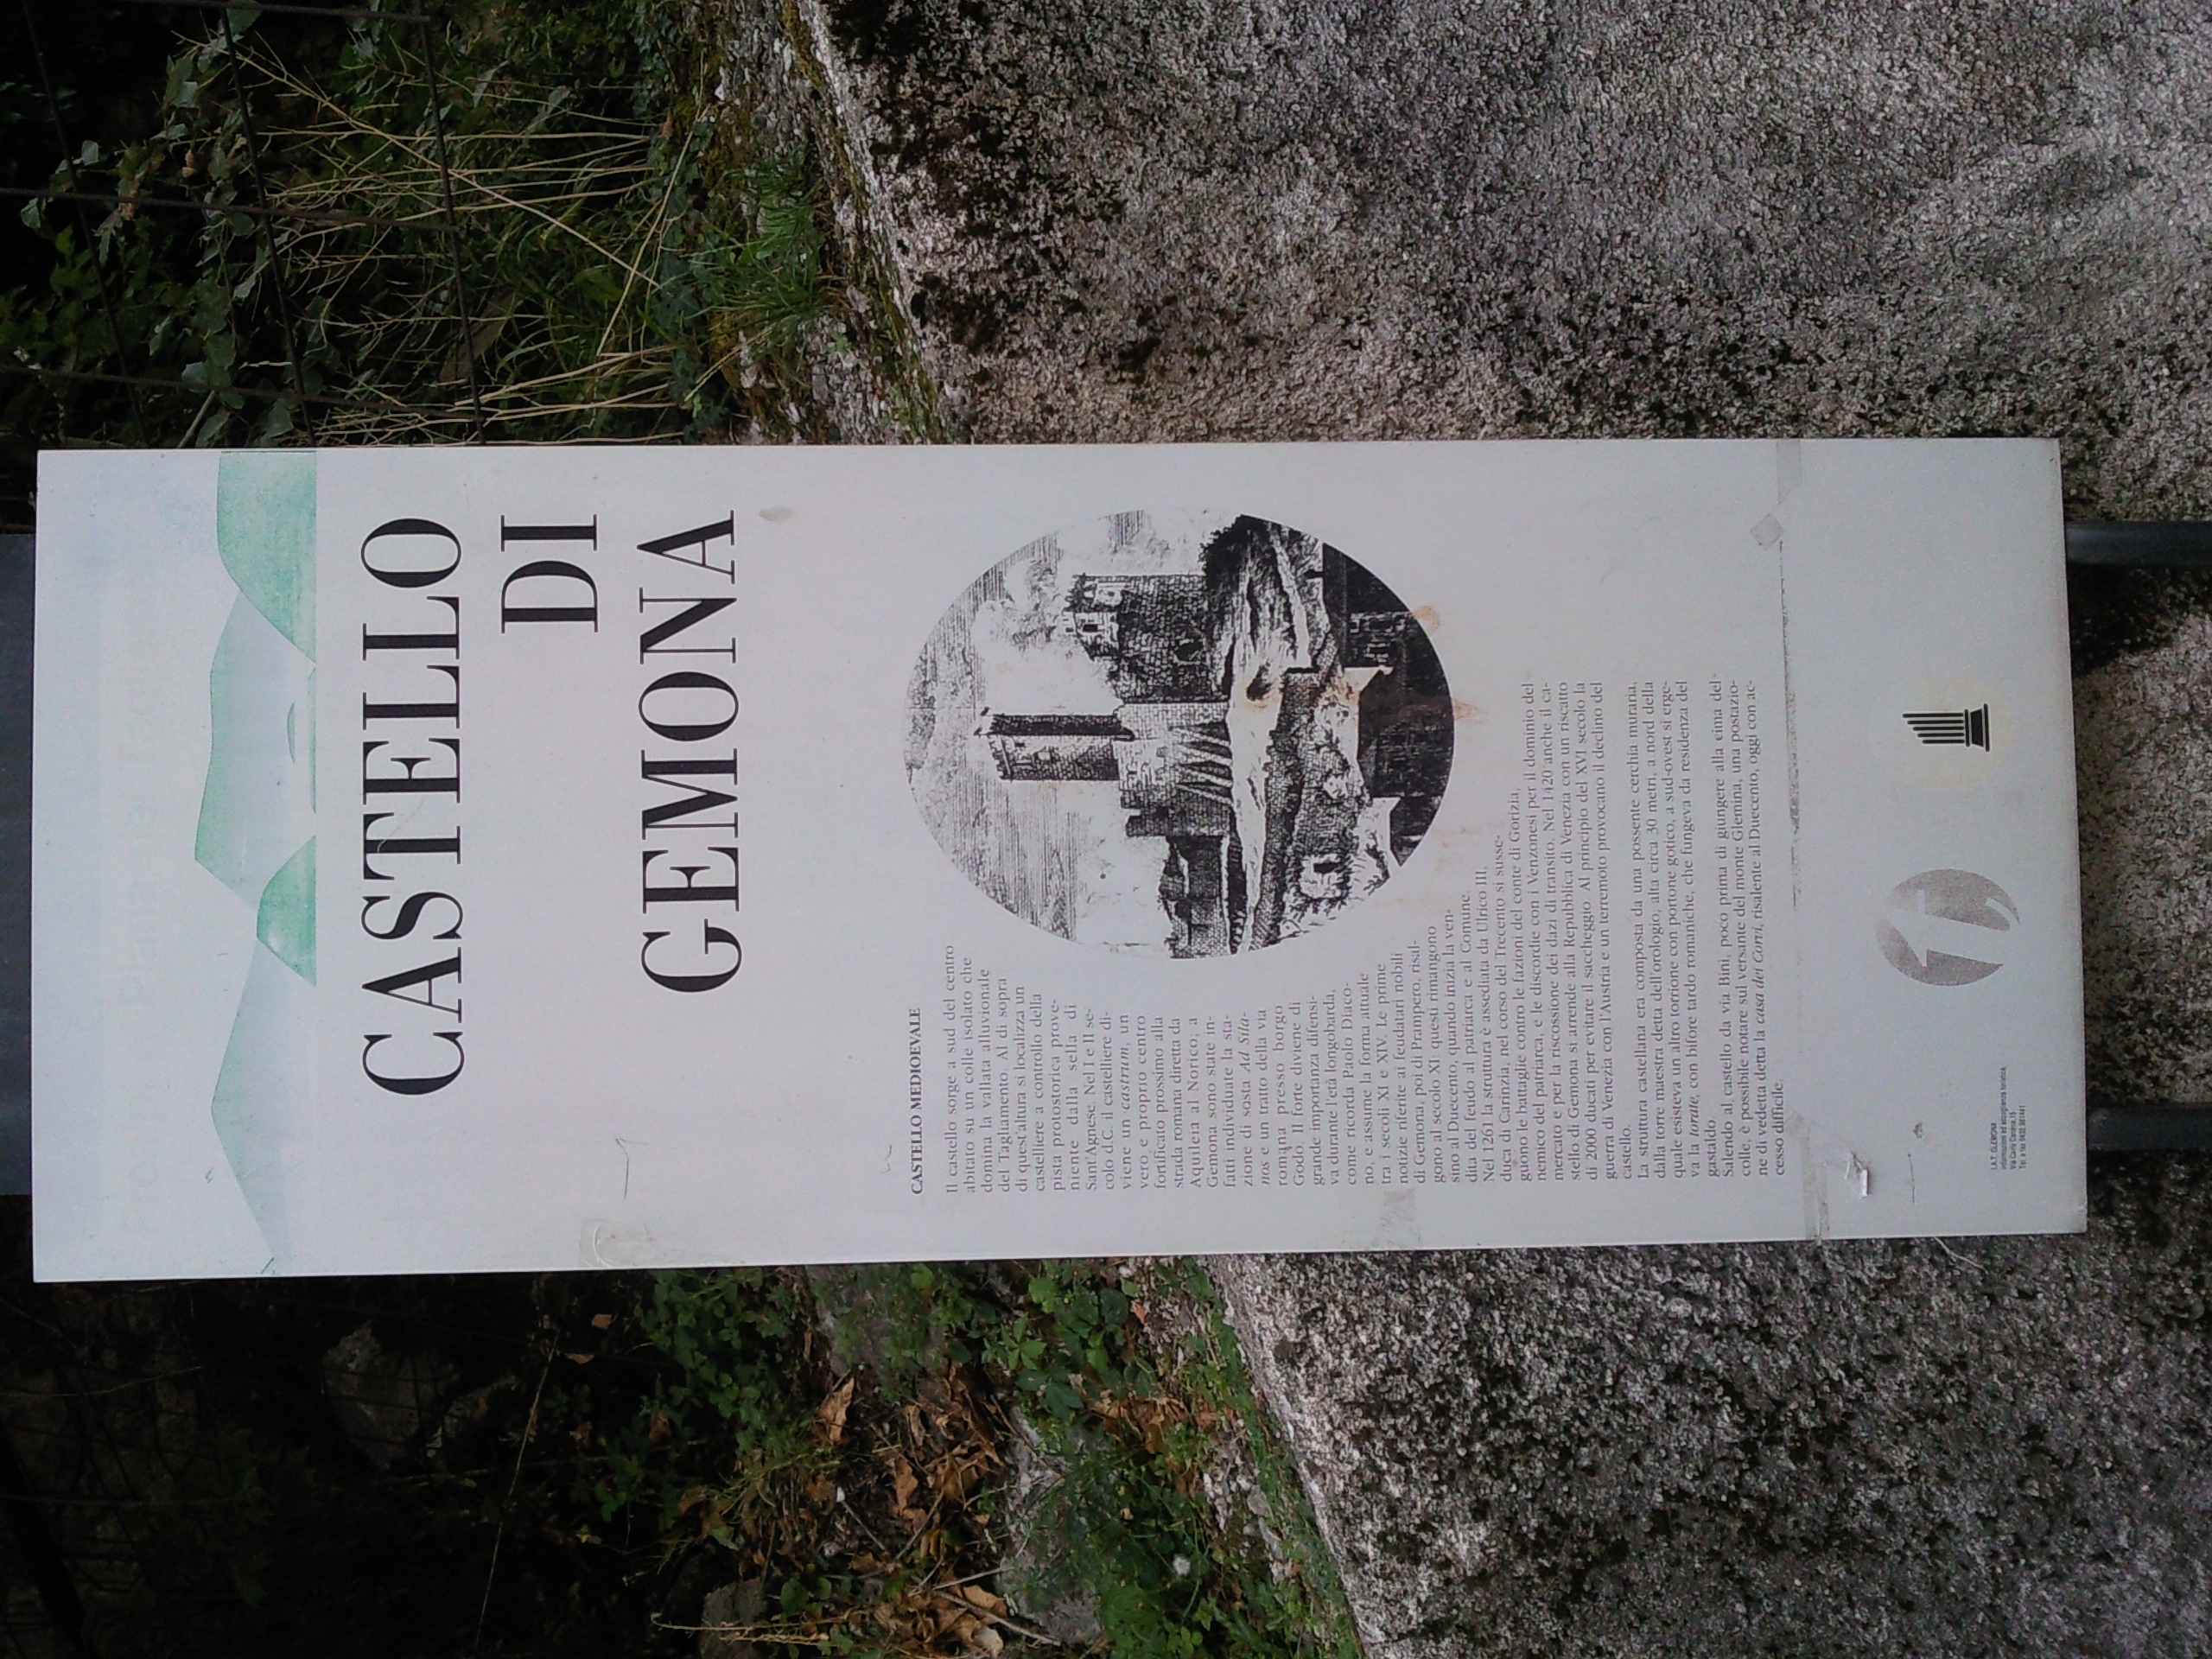 CASTELLO
DI
GEMONA
CASTELLO MEDIOEVALE
Il castello sorge a sud del centro
abitato su un colle isolato che
domina la vallata alluvionale
del Tagliamento. Al di sopra
di quest'altura si localizza un
castelliere a controllo della
pista protostorica prove-
niente dalla sella di
Sant'Agnese. Nel I e II se-
colo d.C. il castelliere di-
viene un castrum, un
vero e proprio centro
fortificato prossimo alla
strada romana diretta da
Aquileia al Norico; a
Gemona sono state in-
fatti individuate la sta-
zione di sosta Ad Sila-
nos e un tratto della via
romana presso borgo
Godo. Il forte diviene di
grande importanza difensi-
va durante l'età longobarda,
come ricorda Paolo Diaco-
no, e assume la forma attuale
tra i secoli XI e XIV. Le prime
notizie riferite ai feudatari nobili
di Gemona, poi di Prampero, risal-
gono al secolo XI: questi rimangono
sino al Duecento, quando inizia la ven-
dita del feudo al patriarca e al Comune.
Nel 1261 la struttura è assediata da Ulrico III,
duca di Carinzia, nel corso del Trecento si susse-
guono le battaglie contro le fazioni del conte di Gorizia,
nemico del patriarca, e le discordie con i Venzonesi per il dominio del
mercato e per la riscossione dei dazi di transito. Nel 1420 anche il ca-
stello di Gemona si arrende alla Repubblica di Venezia con un riscatto
di 2000 ducati per evitare il saccheggio. Al principio del XVI secolo la
guerra di Venezia con l'Austria e un terremoto provocano il declino del
castello.
La struttura castellana era composta da una possente cerchia muraria,
dalla torre maestra detta dell'orologio, alta circa 30 metri, a nord della
quale esisteva un altro torrione con portone gotico, a sud-ovest si erge-
va la torate, con bifore tardo romaniche, che fungeva da residenza del
gastaldo.
Salendo al castello da via Bini, poco prima di giungere alla cima del
colle, è possibile notare sul versante del monte Glemina, una postazio-
ne di vedetta detta la casa dei Corvi, risalente al Duecento, oggi con ac-
cesso difficile.
I.A.T. GLEMONA
informazioni ed accoglienza turistica
Via Caneva, 15
Tel. e fax 0432.981441